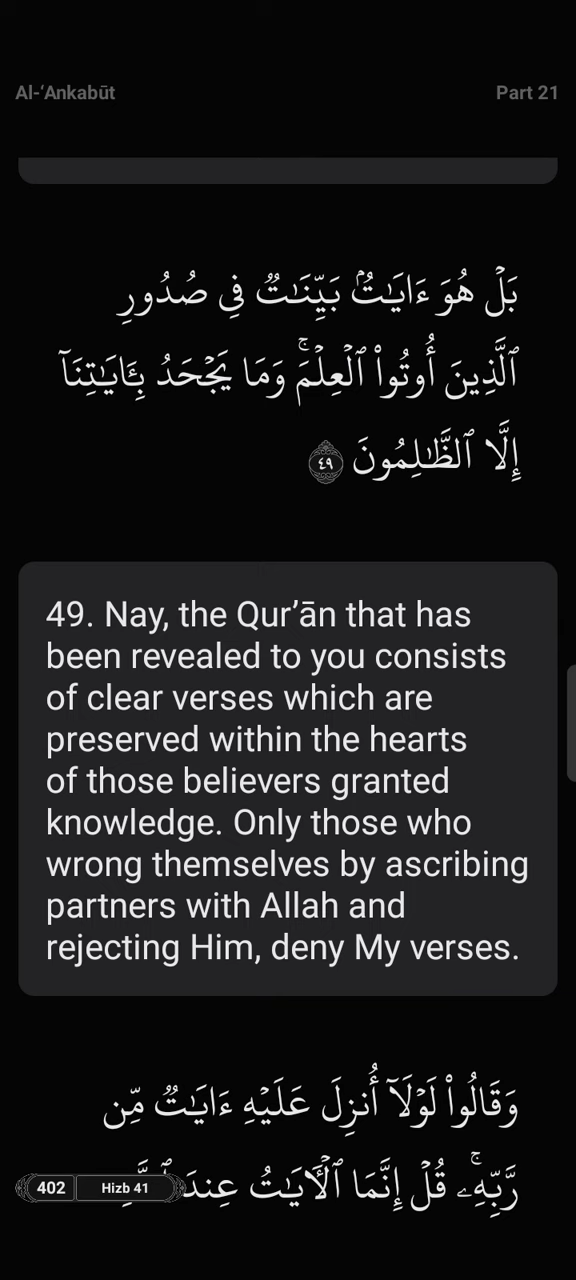 Al-‘Ankabūt
Part 21
بَلۡ هُوَ ءَايَٰتُۢ بَيِّنَٰتٞ فِي صُدُورِ
ٱلَّذِينَ أُوتُواْ ٱلۡعِلۡمَۚ وَمَا يَجۡحَدُ بِـَٔايَٰتِنَآ
إِلَّا ٱلظَّٰلِمُونَ ٤٩
49. Nay, the Qur’ān that has
been revealed to you consists
of clear verses which are
preserved within the hearts
of those believers granted
knowledge. Only those who
wrong themselves by ascribing
partners with Allah and
rejecting Him, deny My verses.
وَقَالُواْ لَوۡلَآ أُنزِلَ عَلَيۡهِ ءَايَٰتٞ مِّن
رَّبِّهِۦۚ قُلۡ إِنَّمَا ٱلۡأٓيَٰتُ عِندَ
402
Hizb 41